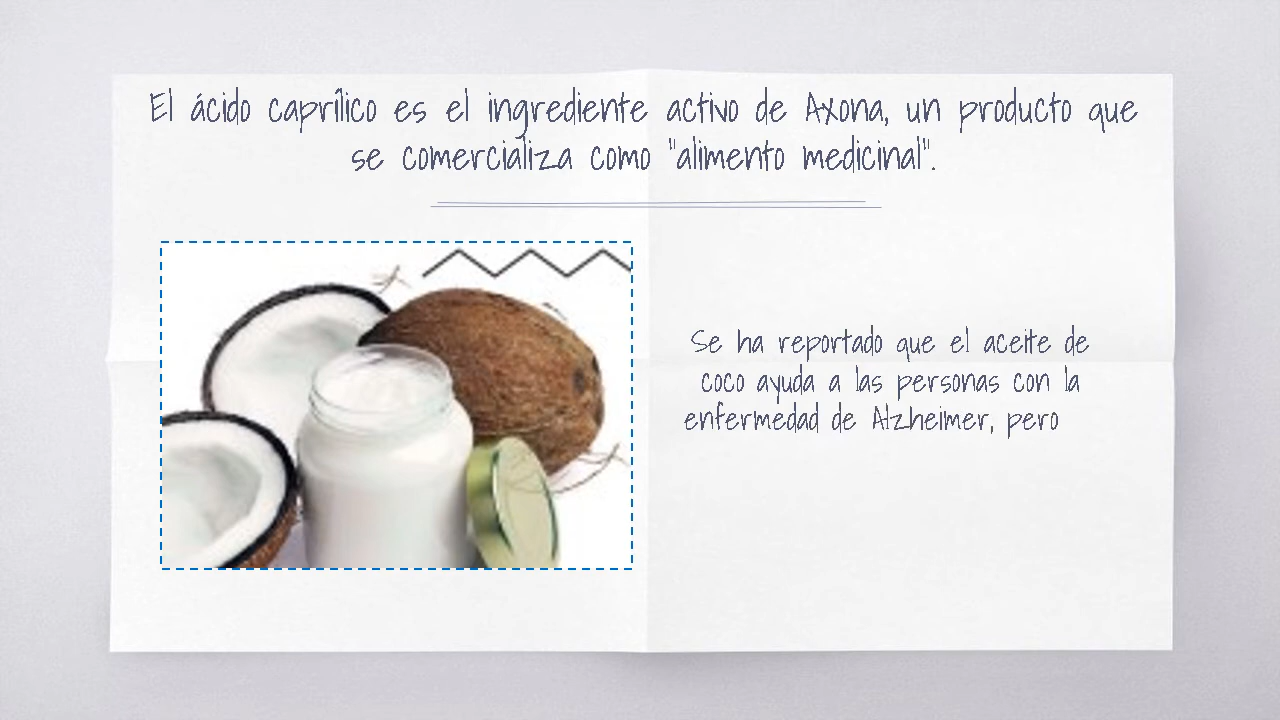 El ácido caprílico es el ingrediente activo de Axona, un producto que
se comercializa como "alimento medicinal".
Se ha reportado que el aceite de
coco ayuda a las personas con la
enfermedad de Alzheimer, pero